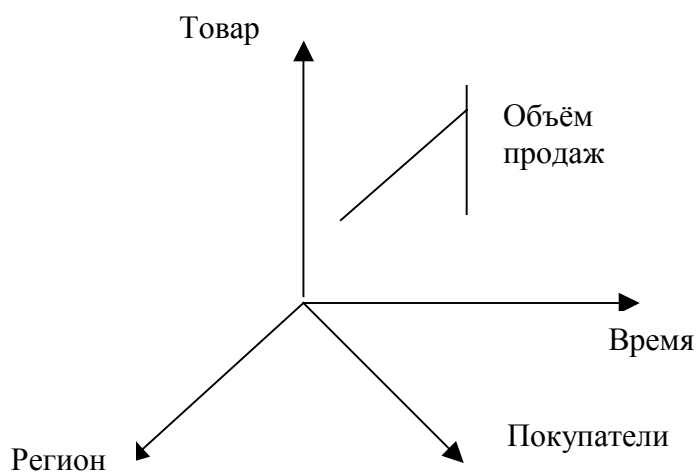 Товар
Объём
продаж
Время
Покупатели
Регион